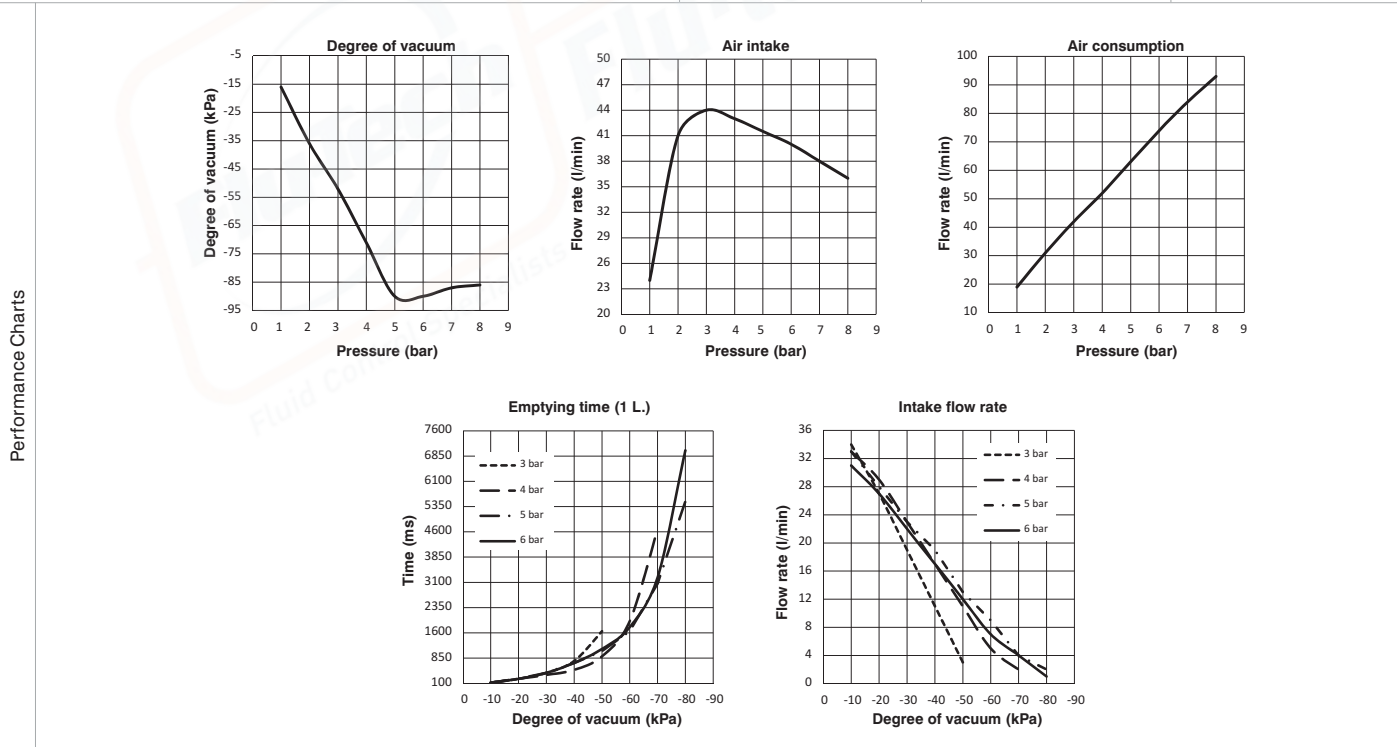 Performance Charts
Degree of vacuum
Degree of vacuum (kPa)
-5
-15
-25
-35
-45
-55
-65
-75
-85
-95
0 1 2 3 4 5 6 7 8 9
Pressure (bar)
Air intake
Flow rate (l/min)
50
47
44
41
38
35
32
29
26
23
20
0 1 2 3 4 5 6 7 8 9
Pressure (bar)
Air consumption
Flow rate (l/min)
100
90
80
70
60
50
40
30
20
10
0 1 2 3 4 5 6 7 8 9
Pressure (bar)
Emptying time (1 L.)
Time (ms)
7600
6850
6100
5350
4600
3850
3100
2350
1600
850
100
3 bar
4 bar
5 bar
6 bar
0 -10 -20 -30 -40 -50 -60 -70 -80 -90
Degree of vacuum (kPa)
Intake flow rate
Flow rate (l/min)
36
32
28
24
20
16
12
8
4
0
3 bar
4 bar
5 bar
6 bar
0 -10 -20 -30 -40 -50 -60 -70 -80 -90
Degree of vacuum (kPa)